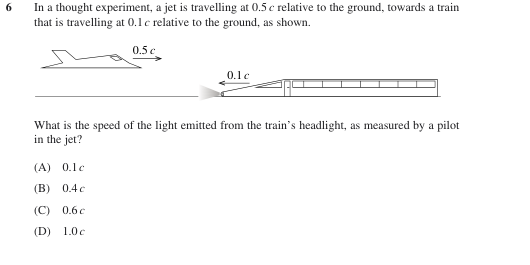 6 In a thought experiment, a jet is travelling at 0.5 c relative to the ground, towards a train
that is travelling at 0.1 c relative to the ground, as shown.
0.5 c
0.1 c
What is the speed of the light emitted from the train's headlight, as measured by a pilot
in the jet?
(A) 0.1 c
(B) 0.4 c
(C) 0.6 c
(D) 1.0 c